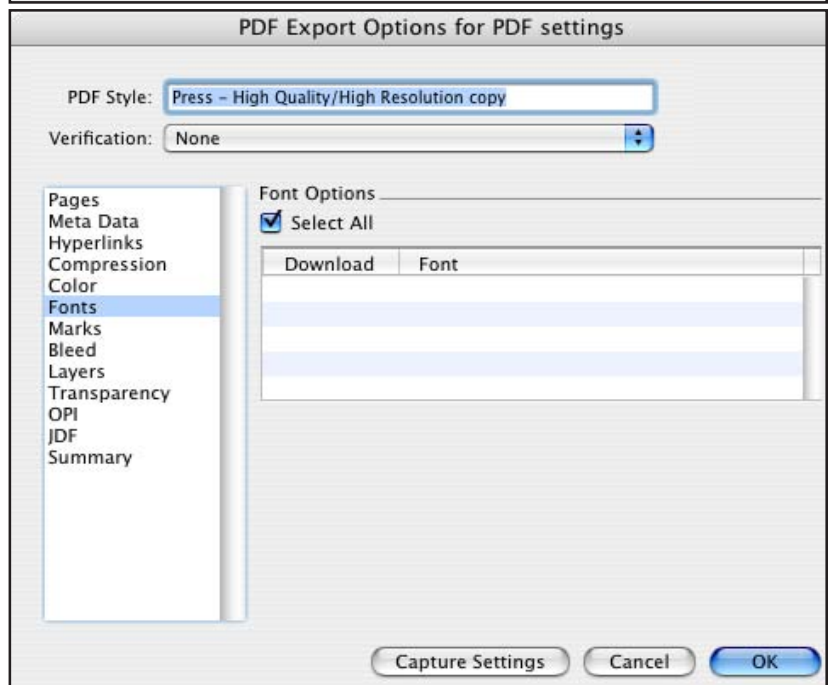 PDF Export Options for PDF settings
PDF Style: Press – High Quality/High Resolution copy
Verification: None
Pages
Meta Data
Hyperlinks
Compression
Color
Fonts
Marks
Bleed
Layers
Transparency
OPI
JDF
Summary
Font Options
Select All
Download Font
Capture Settings Cancel OK